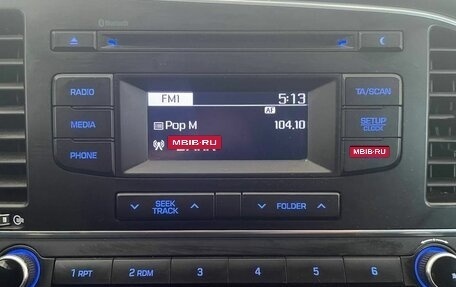 Bluetooth
FM1
5:13
AF
Pop M
104.10
MBIB.RU
RADIO
MEDIA
PHONE
TA/SCAN
SETUP
CLOCK
MBIB.RU
SEEK
TRACK
FOLDER
1 RPT
2 RDM
3
4
5
6